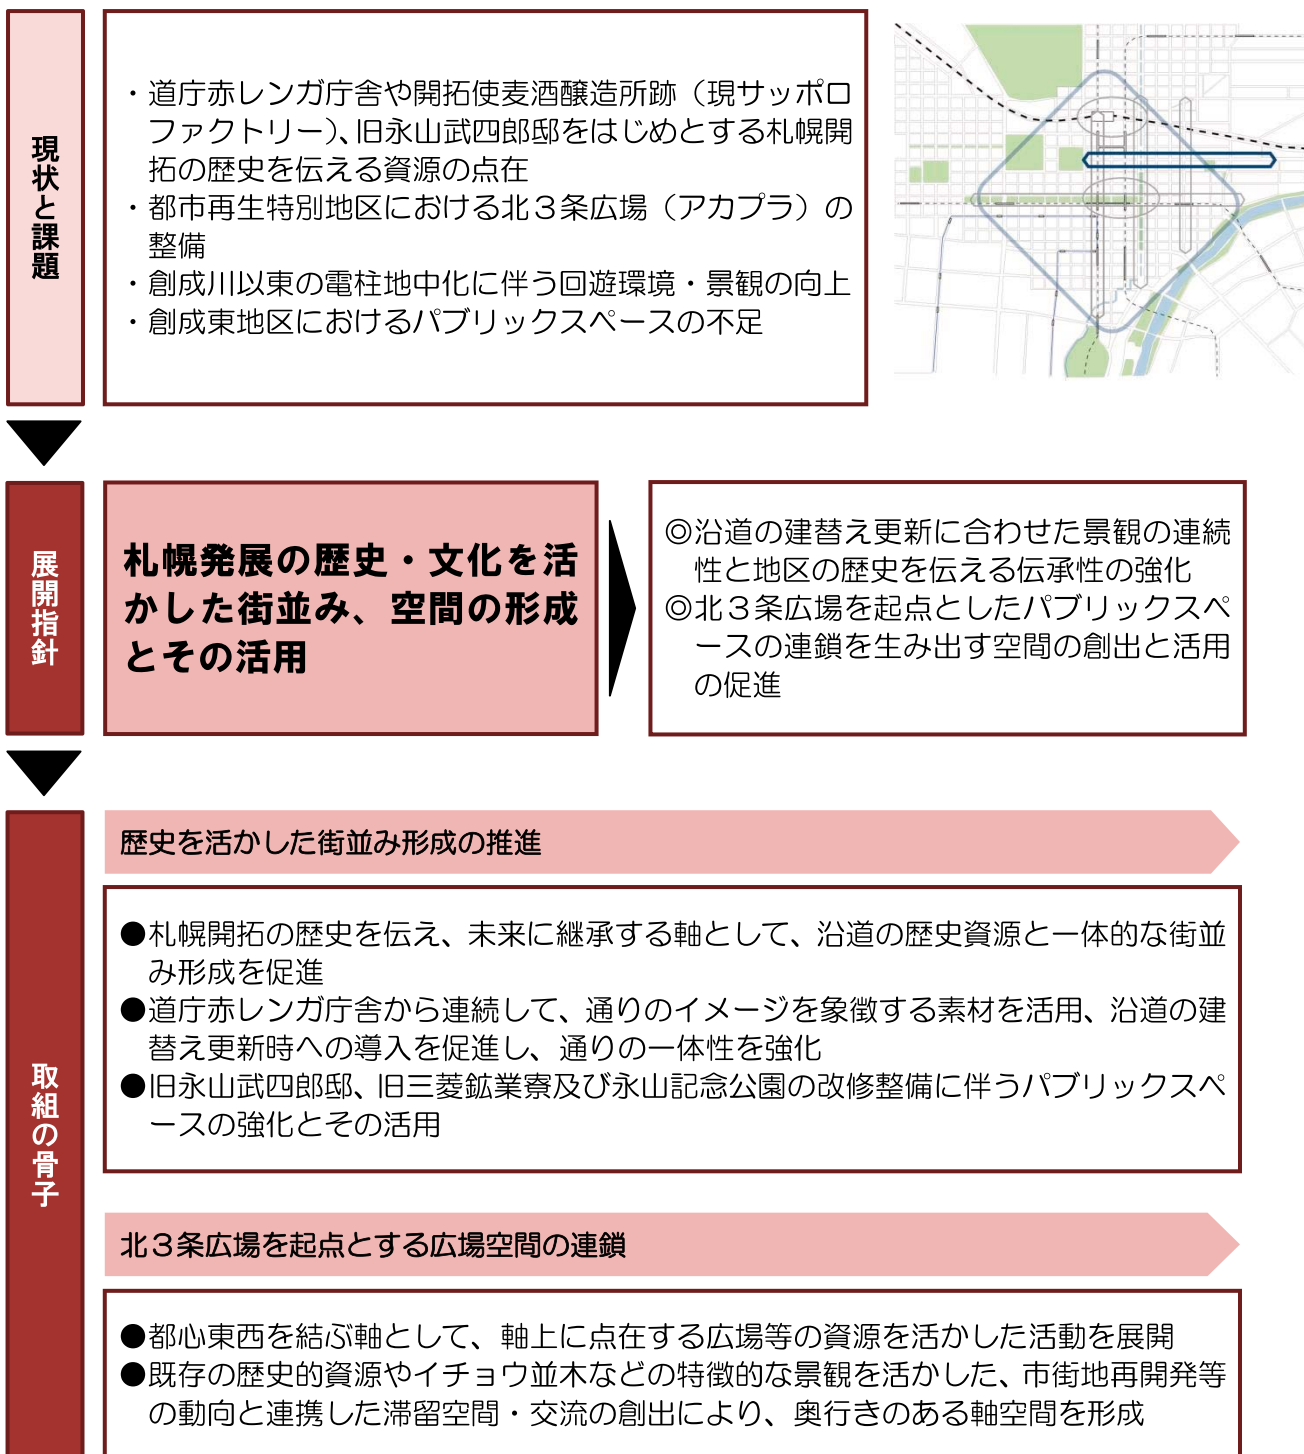 現状と課題
・道庁赤レンガ庁舎や開拓使麦酒醸造所跡（現サッポロ
ファクトリー）、旧永山武四郎邸をはじめとする札幌開
拓の歴史を伝える資源の点在
・都市再生特別地区における北３条広場（アカプラ）の
整備
・創成川以東の電柱地中化に伴う回遊環境・景観の向上
・創成東地区におけるパブリックスペースの不足
展開指針
札幌発展の歴史・文化を活
かした街並み、空間の形成
とその活用
◎沿道の建替え更新に合わせた景観の連続
性と地区の歴史を伝える伝承性の強化
◎北３条広場を起点としたパブリックスペ
ースの連鎖を生み出す空間の創出と活用
の促進
取組の骨子
歴史を活かした街並み形成の推進
●札幌開拓の歴史を伝え、未来に継承する軸として、沿道の歴史資源と一体的な街並
み形成を促進
●道庁赤レンガ庁舎から連続して、通りのイメージを象徴する素材を活用、沿道の建
替え更新時への導入を促進し、通りの一体性を強化
●旧永山武四郎邸、旧三菱鉱業寮及び永山記念公園の改修整備に伴うパブリックスペ
ースの強化とその活用
北３条広場を起点とする広場空間の連鎖
●都心東西を結ぶ軸として、軸上に点在する広場等の資源を活かした活動を展開
●既存の歴史的資源やイチョウ並木などの特徴的な景観を活かした、市街地再開発等
の動向と連携した滞留空間・交流の創出により、奥行きのある軸空間を形成